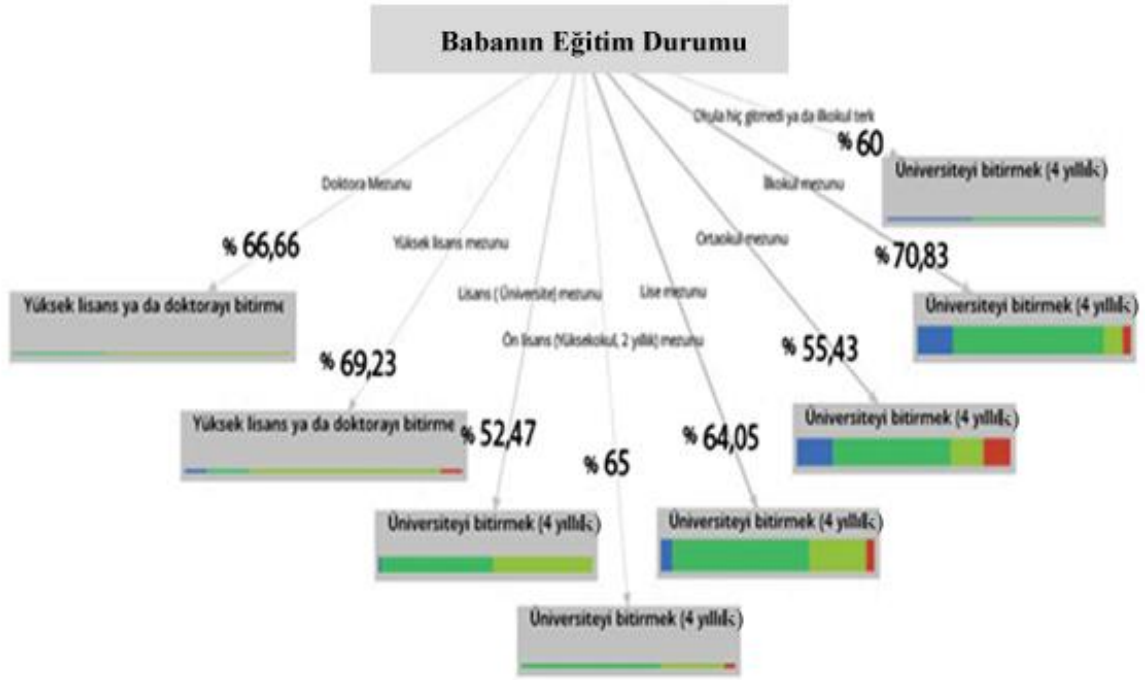 Babanın Eğitim Durumu
Okula hiç gitmedi ya da ilkokul terk
% 60
Üniversiteyi bitirmek (4 yıllık)
Doktora Mezunu
İlkokul mezunu
% 66,66
Yüksek lisans mezunu
Ortaokul mezunu
% 70,83
Yüksek lisans ya da doktorayı bitirme
Lisans ( Üniversite) mezunu
Lise mezunu
Üniversiteyi bitirmek (4 yıllık)
Ön lisans (Yüksekokul, 2 yıllık) mezunu
% 55,43
% 69,23
Yüksek lisans ya da doktorayı bitirme
% 52,47
% 65
% 64,05
Üniversiteyi bitirmek (4 yıllık)
Üniversiteyi bitirmek (4 yıllık)
Üniversiteyi bitirmek (4 yıllık)
Üniversiteyi bitirmek (4 yıllık)